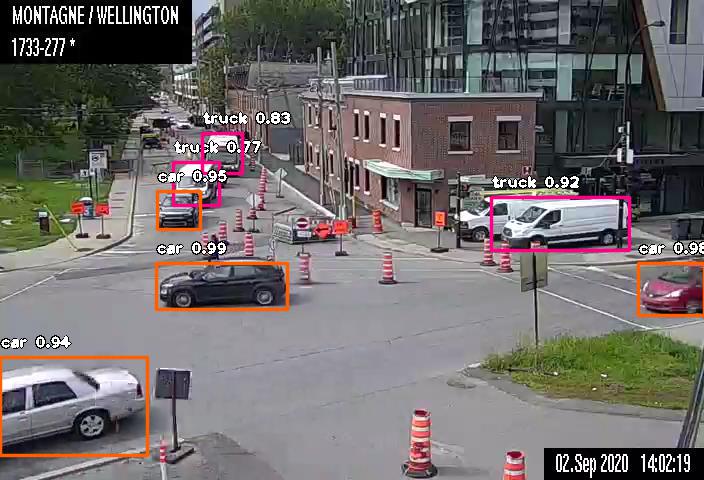 MONTAGNE / WELLINGTON
1733-277 *
truck 0.83
truck 0.77
car 0.95
truck 0.92
car 0.99
car 0.98
car 0.94
02.Sep 2020 14:02:19